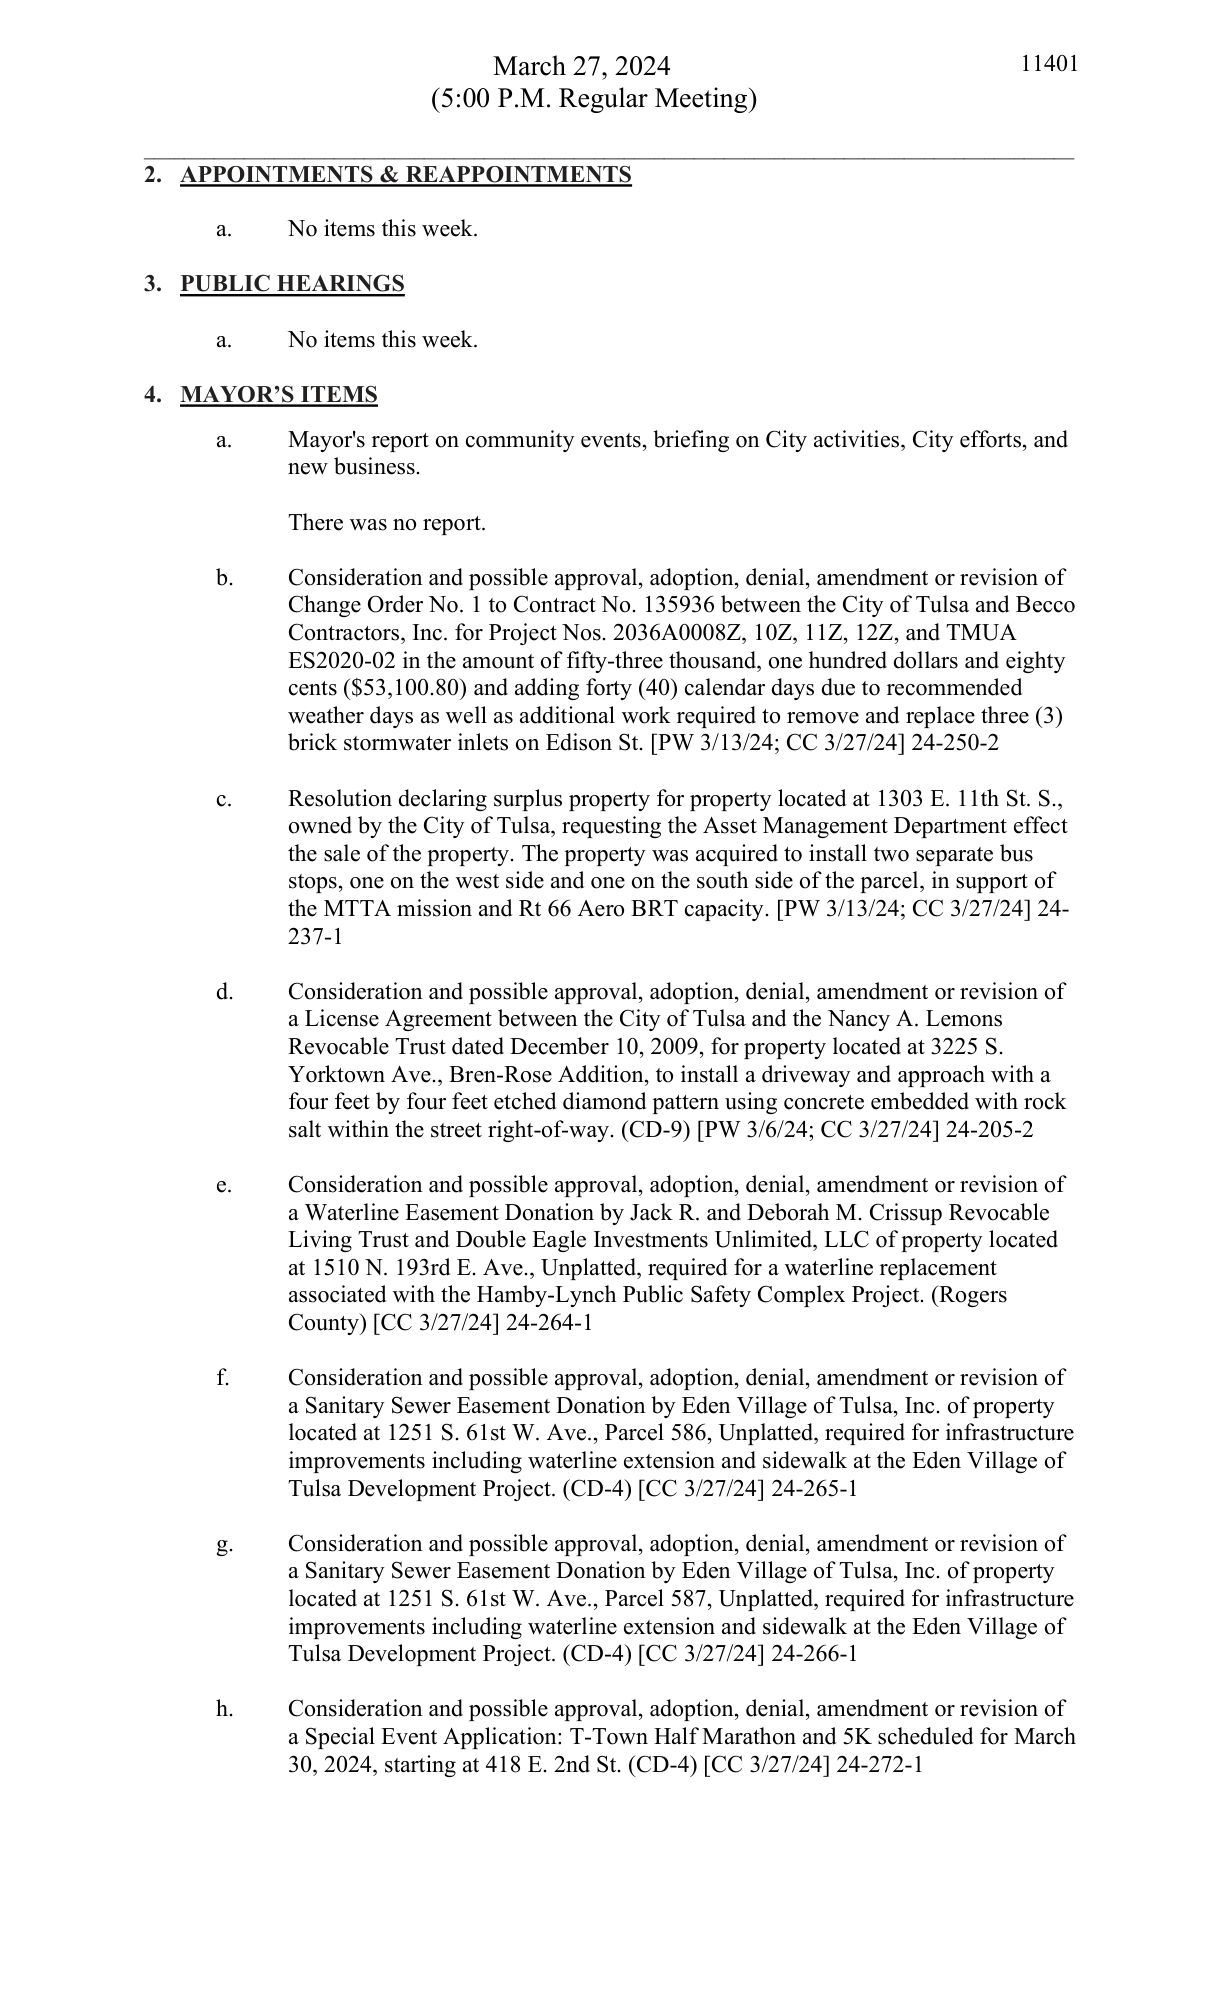 March 27, 2024
11401
(5:00 P.M. Regular Meeting)
2. APPOINTMENTS & REAPPOINTMENTS
a. No items this week.
3. PUBLIC HEARINGS
a. No items this week.
4. MAYOR’S ITEMS
a. Mayor's report on community events, briefing on City activities, City efforts, and
new business.
There was no report.
b. Consideration and possible approval, adoption, denial, amendment or revision of
Change Order No. 1 to Contract No. 135936 between the City of Tulsa and Becco
Contractors, Inc. for Project Nos. 2036A0008Z, 10Z, 11Z, 12Z, and TMUA
ES2020-02 in the amount of fifty-three thousand, one hundred dollars and eighty
cents ($53,100.80) and adding forty (40) calendar days due to recommended
weather days as well as additional work required to remove and replace three (3)
brick stormwater inlets on Edison St. [PW 3/13/24; CC 3/27/24] 24-250-2
c. Resolution declaring surplus property for property located at 1303 E. 11th St. S.,
owned by the City of Tulsa, requesting the Asset Management Department effect
the sale of the property. The property was acquired to install two separate bus
stops, one on the west side and one on the south side of the parcel, in support of
the MTTA mission and Rt 66 Aero BRT capacity. [PW 3/13/24; CC 3/27/24] 24-
237-1
d. Consideration and possible approval, adoption, denial, amendment or revision of
a License Agreement between the City of Tulsa and the Nancy A. Lemons
Revocable Trust dated December 10, 2009, for property located at 3225 S.
Yorktown Ave., Bren-Rose Addition, to install a driveway and approach with a
four feet by four feet etched diamond pattern using concrete embedded with rock
salt within the street right-of-way. (CD-9) [PW 3/6/24; CC 3/27/24] 24-205-2
e. Consideration and possible approval, adoption, denial, amendment or revision of
a Waterline Easement Donation by Jack R. and Deborah M. Crissup Revocable
Living Trust and Double Eagle Investments Unlimited, LLC of property located
at 1510 N. 193rd E. Ave., Unplatted, required for a waterline replacement
associated with the Hamby-Lynch Public Safety Complex Project. (Rogers
County) [CC 3/27/24] 24-264-1
f. Consideration and possible approval, adoption, denial, amendment or revision of
a Sanitary Sewer Easement Donation by Eden Village of Tulsa, Inc. of property
located at 1251 S. 61st W. Ave., Parcel 586, Unplatted, required for infrastructure
improvements including waterline extension and sidewalk at the Eden Village of
Tulsa Development Project. (CD-4) [CC 3/27/24] 24-265-1
g. Consideration and possible approval, adoption, denial, amendment or revision of
a Sanitary Sewer Easement Donation by Eden Village of Tulsa, Inc. of property
located at 1251 S. 61st W. Ave., Parcel 587, Unplatted, required for infrastructure
improvements including waterline extension and sidewalk at the Eden Village of
Tulsa Development Project. (CD-4) [CC 3/27/24] 24-266-1
h. Consideration and possible approval, adoption, denial, amendment or revision of
a Special Event Application: T-Town Half Marathon and 5K scheduled for March
30, 2024, starting at 418 E. 2nd St. (CD-4) [CC 3/27/24] 24-272-1